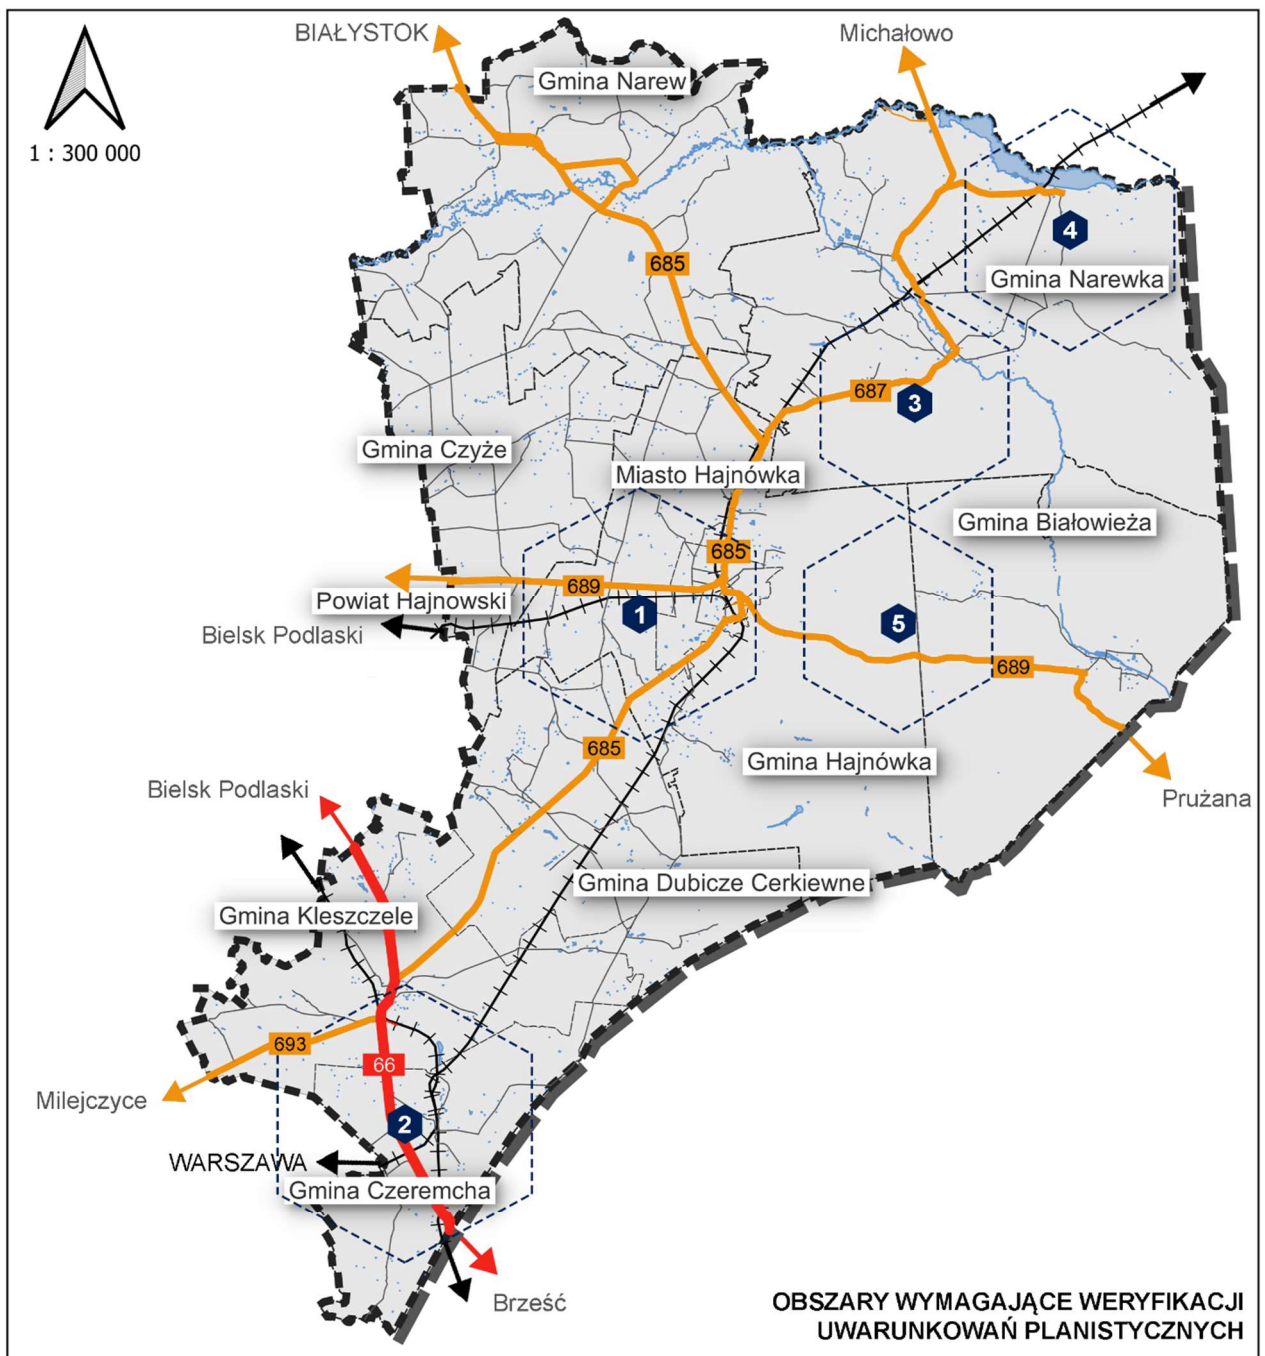 BIAŁYSTOK
Michałowo
Gmina Narew
1 : 300 000
4
685
Gmina Narewka
687
3
Gmina Czyże
Miasto Hajnówka
Gmina Białowieża
685
689
Powiat Hajnowski
1
5
Bielsk Podlaski
689
685
Gmina Hajnówka
Bielsk Podlaski
Prużana
Gmina Dubicze Cerkiewne
Gmina Kleszczele
693
66
Milejczyce
2
WARSZAWA
Gmina Czeremcha
Brześć
OBSZARY WYMAGAJĄCE WERYFIKACJI
UWARUNKOWAŃ PLANISTYCZNYCH